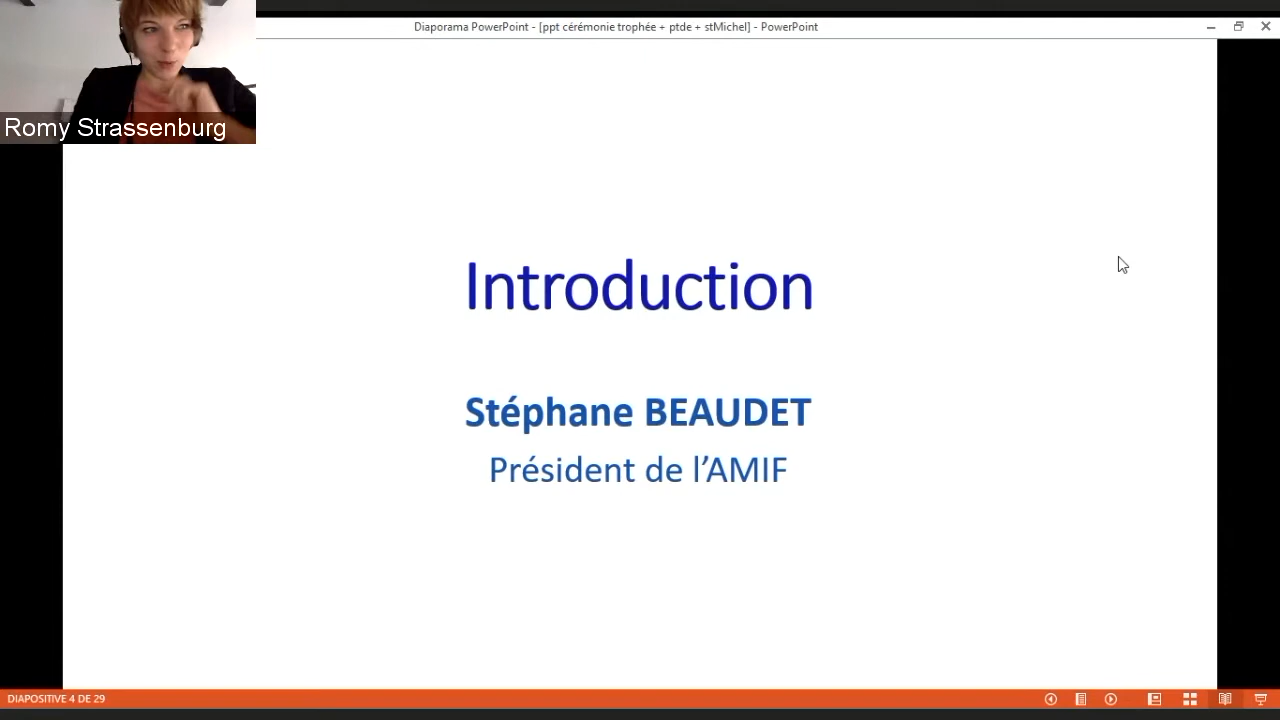 Diaporama PowerPoint - [ppt cérémonie trophée + ptde + stMichel] - PowerPoint
Romy Strassenburg
Introduction
Stéphane BEAUDET
Président de l’AMIF
DIAPOSITIVE 4 DE 29